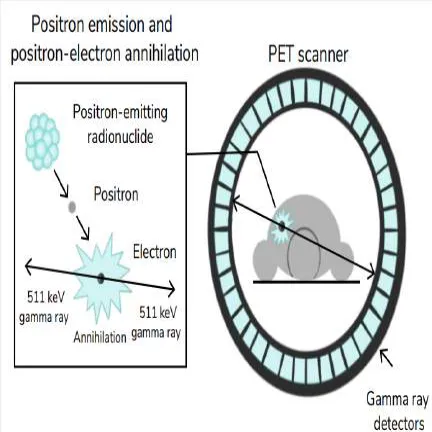 Positron emission and
positron-electron annihilation
PET scanner
Positron-emitting
radionuclide
Positron
Electron
511 keV
gamma ray
511 keV
gamma ray
Annihilation
Gamma ray
detectors